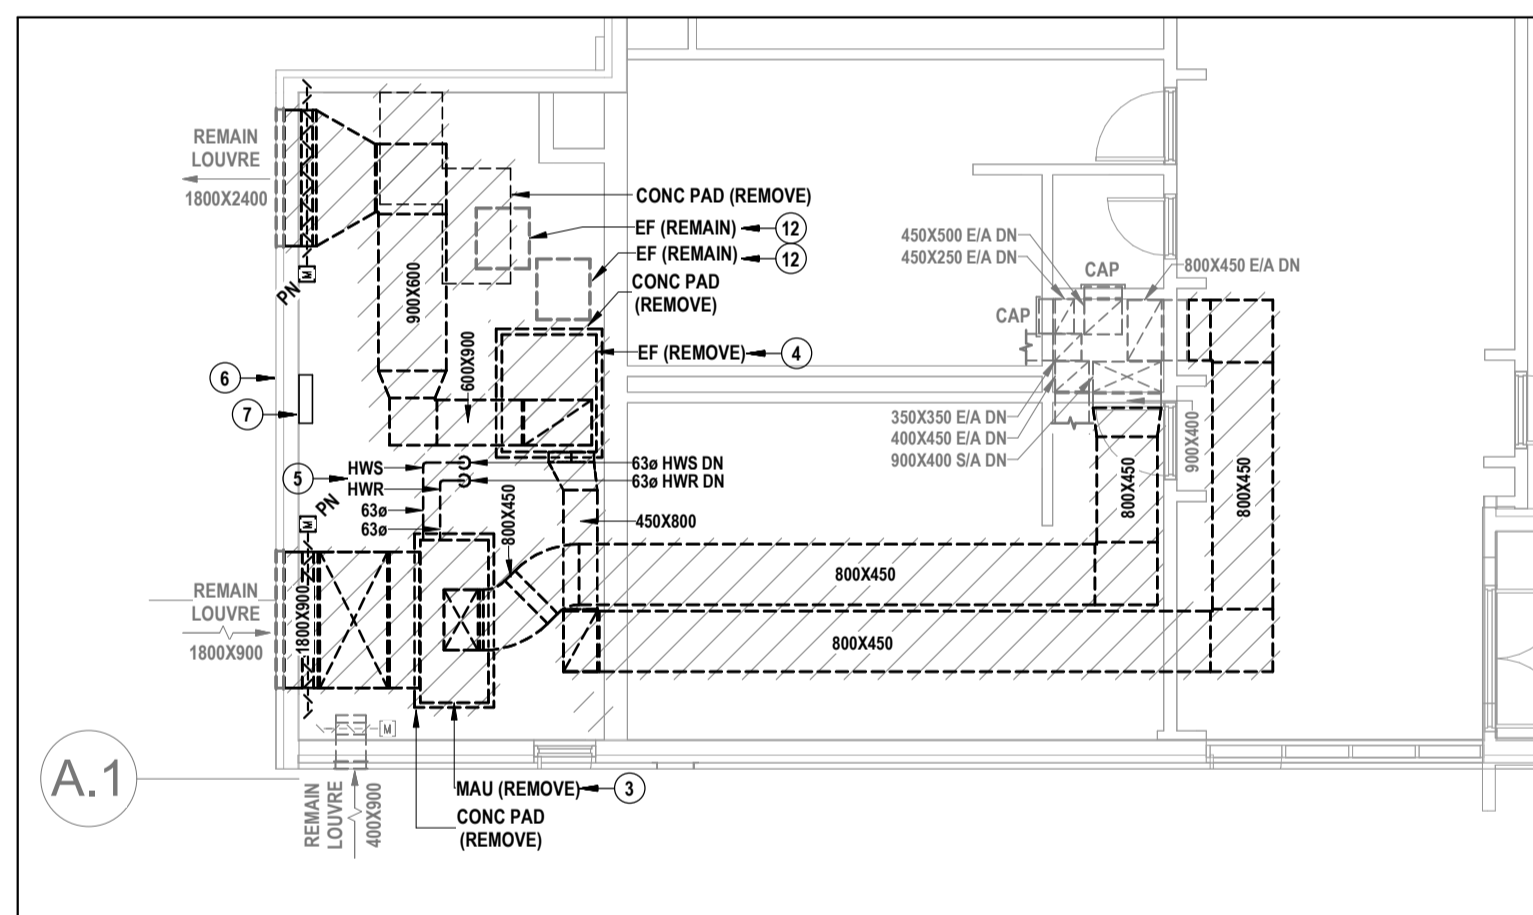 REMAIN
LOUVRE
1800X2400
PN
M
900X600
CONC PAD (REMOVE)
EF (REMAIN)
12
EF (REMAIN)
12
CONC PAD
(REMOVE)
EF (REMOVE)
4
600X900
6
7
450X500 E/A DN
450X250 E/A DN
CAP
800X450 E/A DN
CAP
350X350 E/A DN
400X450 E/A DN
900X400 S/A DN
900X400
800X450
800X450
5
HWS
HWR
63ø
63ø
63ø HWS DN
63ø HWR DN
PN
M
800X450
450X800
800X450
800X450
REMAIN
LOUVRE
1800X900
1800X900
M
A.1
REMAIN
LOUVRE
400X900
MAU (REMOVE)
3
CONC PAD
(REMOVE)